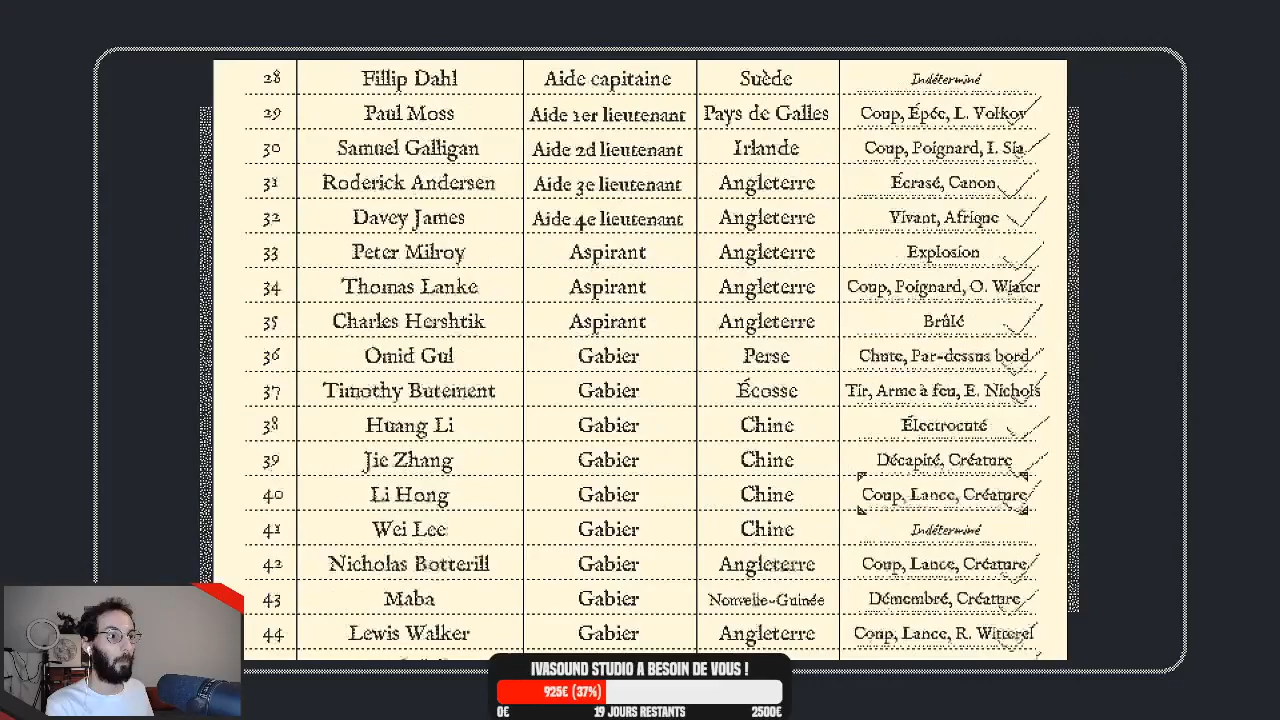 28 Fillip Dahl Aide capitaine Suède Indéterminé
29 Paul Moss Aide 1er lieutenant Pays de Galles Coup, Épée, L. Volkov
30 Samuel Galligan Aide 2d lieutenant Irlande Coup, Poignard, I. Sia
31 Roderick Andersen Aide 3e lieutenant Angleterre Écrasé, Canon
32 Davey James Aide 4e lieutenant Angleterre Vivant, Afrique
33 Peter Milroy Aspirant Angleterre Explosion
34 Thomas Lanke Aspirant Angleterre Coup, Poignard, O. Wiater
35 Charles Hershtik Aspirant Angleterre Brûlé
36 Omid Gul Gabier Perse Chute, Par-dessus bord
37 Timothy Butement Gabier Écosse Tir, Arme à feu, E. Nichols
38 Huang Li Gabier Chine Électrocuté
39 Jie Zhang Gabier Chine Décapité, Créature
40 Li Hong Gabier Chine Coup, Lance, Créature
41 Wei Lee Gabier Chine Indéterminé
42 Nicholas Botterill Gabier Angleterre Coup, Lance, Créature
43 Maba Gabier Nouvelle-Guinée Démembré, Créature
44 Lewis Walker Gabier Angleterre Coup, Lance, R. Witterel
IVASOUND STUDIO A BESOIN DE VOUS !
925€ (37%)
0€ 19 JOURS RESTANTS 2500€